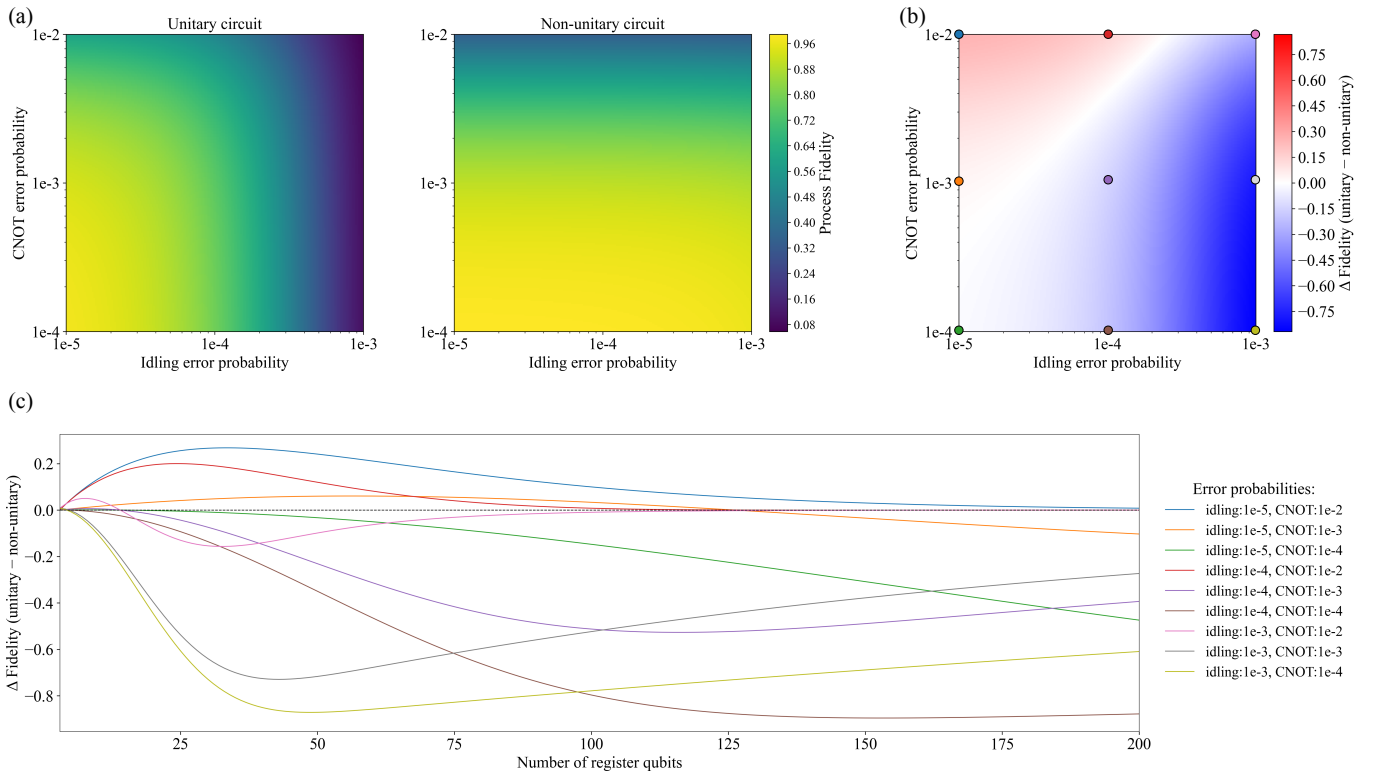 (a)
Unitary circuit
Non-unitary circuit
(b)
1e-2
1e-3
1e-4
CNOT error probability
1e-5
1e-4
1e-3
Idling error probability
1e-2
1e-3
1e-4
1e-5
1e-4
1e-3
Idling error probability
0.96
0.88
0.80
0.72
0.64
0.56
0.48
0.40
0.32
0.24
0.16
0.08
Process Fidelity
1e-2
1e-3
1e-4
CNOT error probability
1e-5
1e-4
1e-3
Idling error probability
0.75
0.60
0.45
0.30
0.15
0.00
−0.15
−0.30
−0.45
−0.60
−0.75
Δ Fidelity (unitary − non-unitary)
(c)
0.2
0.0
−0.2
−0.4
−0.6
−0.8
Δ Fidelity (unitary − non-unitary)
25
50
75
100
125
150
175
200
Number of register qubits
Error probabilities:
idling:1e-5, CNOT:1e-2
idling:1e-5, CNOT:1e-3
idling:1e-5, CNOT:1e-4
idling:1e-4, CNOT:1e-2
idling:1e-4, CNOT:1e-3
idling:1e-4, CNOT:1e-4
idling:1e-3, CNOT:1e-2
idling:1e-3, CNOT:1e-3
idling:1e-3, CNOT:1e-4